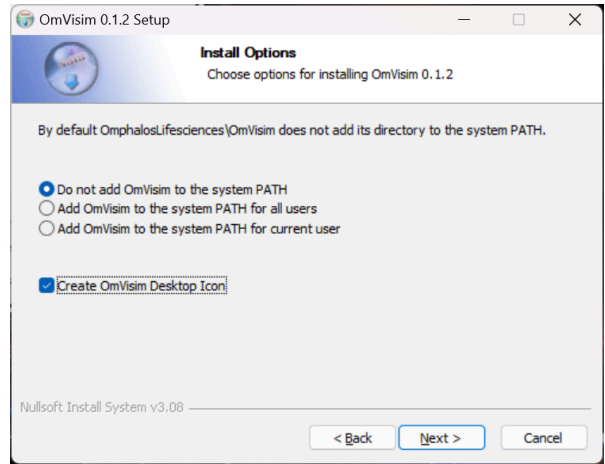 OmVisim 0.1.2 Setup
Install Options
Choose options for installing OmVisim 0.1.2
By default OmphalosLifesciences\OmVisim does not add its directory to the system PATH.
Do not add OmVisim to the system PATH
Add OmVisim to the system PATH for all users
Add OmVisim to the system PATH for current user
Create OmVisim Desktop Icon
Nullsoft Install System v3.08
< Back
Next >
Cancel